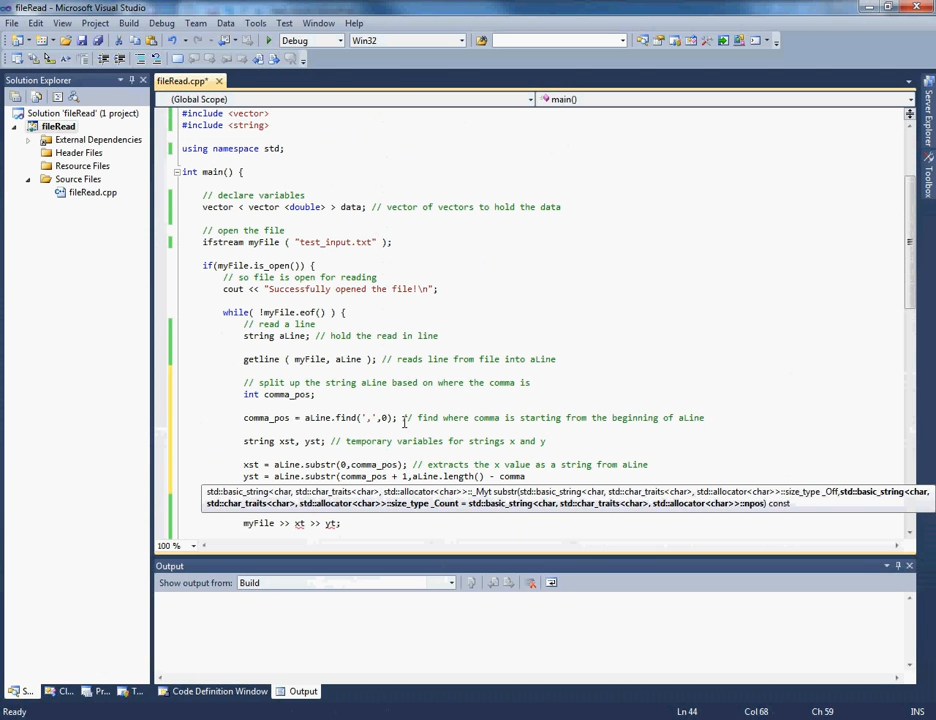 fileRead - Microsoft Visual Studio
File Edit View Project Build Debug Team Data Tools Test Window Help
Debug Win32
Solution Explorer
fileRead.cpp*
(Global Scope) main()
Solution 'fileRead' (1 project)
fileRead
External Dependencies
Header Files
Resource Files
Source Files
fileRead.cpp
#include <vector>
#include <string>
using namespace std;
int main() {
// declare variables
vector < vector <double> > data; // vector of vectors to hold the data
// open the file
ifstream myFile ( "test_input.txt" );
if(myFile.is_open()) {
// so file is open for reading
cout << "Successfully opened the file!\n";
while( !myFile.eof() ) {
// read a line
string aLine; // hold the read in line
getline ( myFile, aLine ); // reads line from file into aLine
// split up the string aLine based on where the comma is
int comma_pos;
comma_pos = aLine.find(',',0); // find where comma is starting from the beginning of aLine
string xst, yst; // temporary variables for strings x and y
xst = aLine.substr(0,comma_pos); // extracts the x value as a string from aLine
yst = aLine.substr(comma_pos + 1,aLine.length() - comma
std::basic_string<char, std::char_traits<char>, std::allocator<char>>::_Myt substr(std::basic_string<char, std::char_traits<char>, std::allocator<char>>::size_type _Off,std::basic_string<char,
std::char_traits<char>, std::allocator<char>>::size_type _Count = std::basic_string<char, std::char_traits<char>, std::allocator<char>>::npos) const
myFile >> xt >> yt;
100 %
Server Explorer
Toolbox
Output
Show output from: Build
S... Cl... Pr... T...
Code Definition Window Output
Ready Ln 44 Col 68 Ch 59 INS